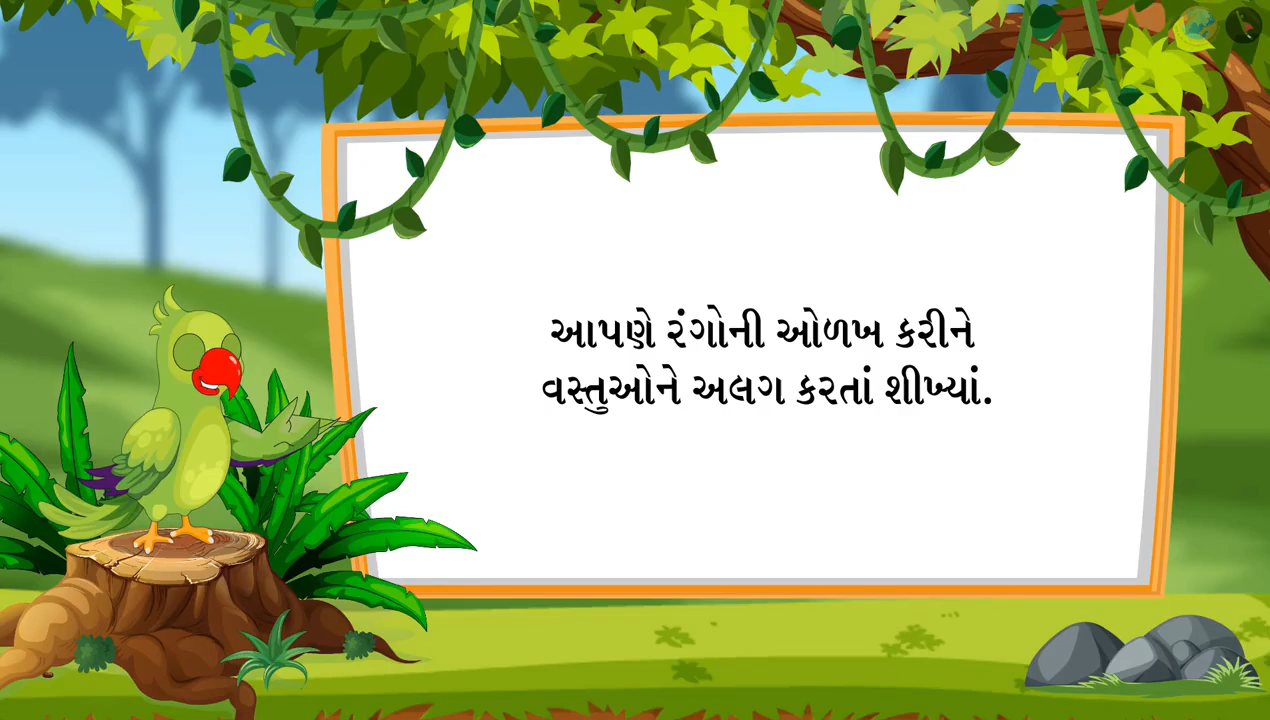 આપણે રંગોની ઓળખ કરીને
વસ્તુઓને અલગ કરતાં શીખ્યાં.